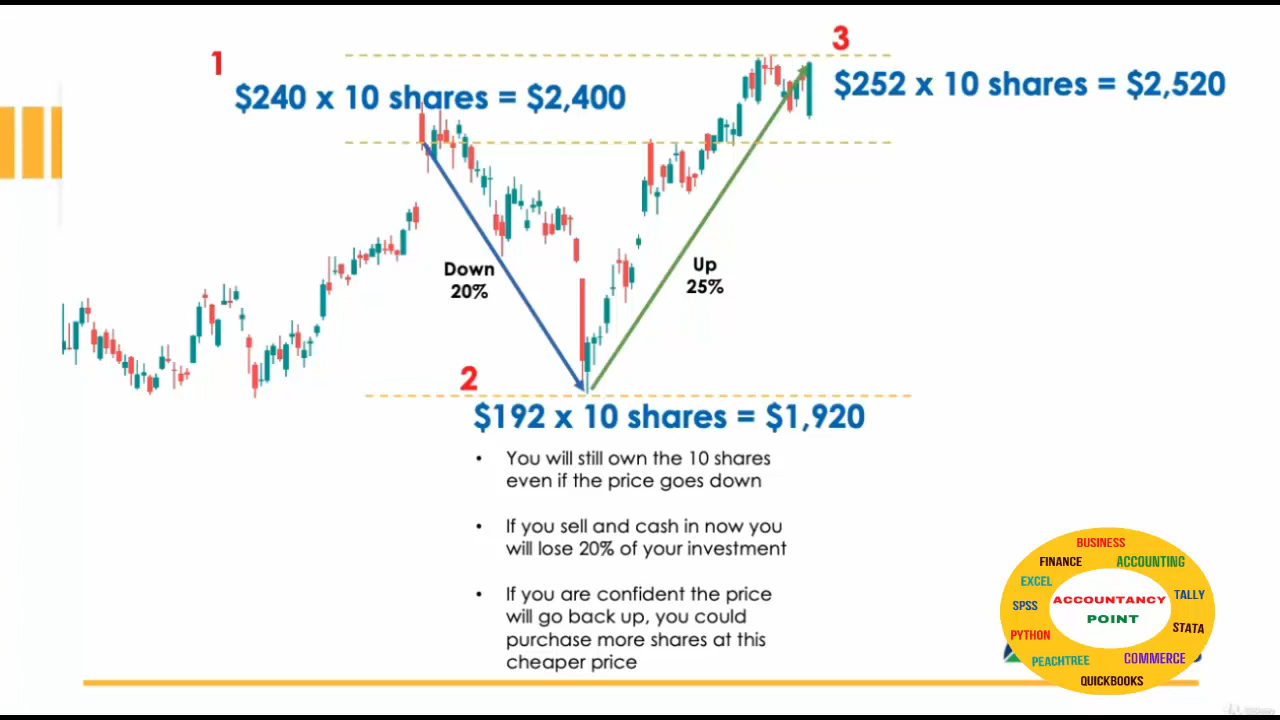 1
$240 x 10 shares = $2,400
3
$252 x 10 shares = $2,520
Down
20%
Up
25%
2
$192 x 10 shares = $1,920
• You will still own the 10 shares
even if the price goes down
• If you sell and cash in now you
will lose 20% of your investment
• If you are confident the price
will go back up, you could
purchase more shares at this
cheaper price
BUSINESS
FINANCE
ACCOUNTING
EXCEL
TALLY
SPSS
ACCOUNTANCY
POINT
STATA
PYTHON
PEACHTREE
COMMERCE
QUICKBOOKS